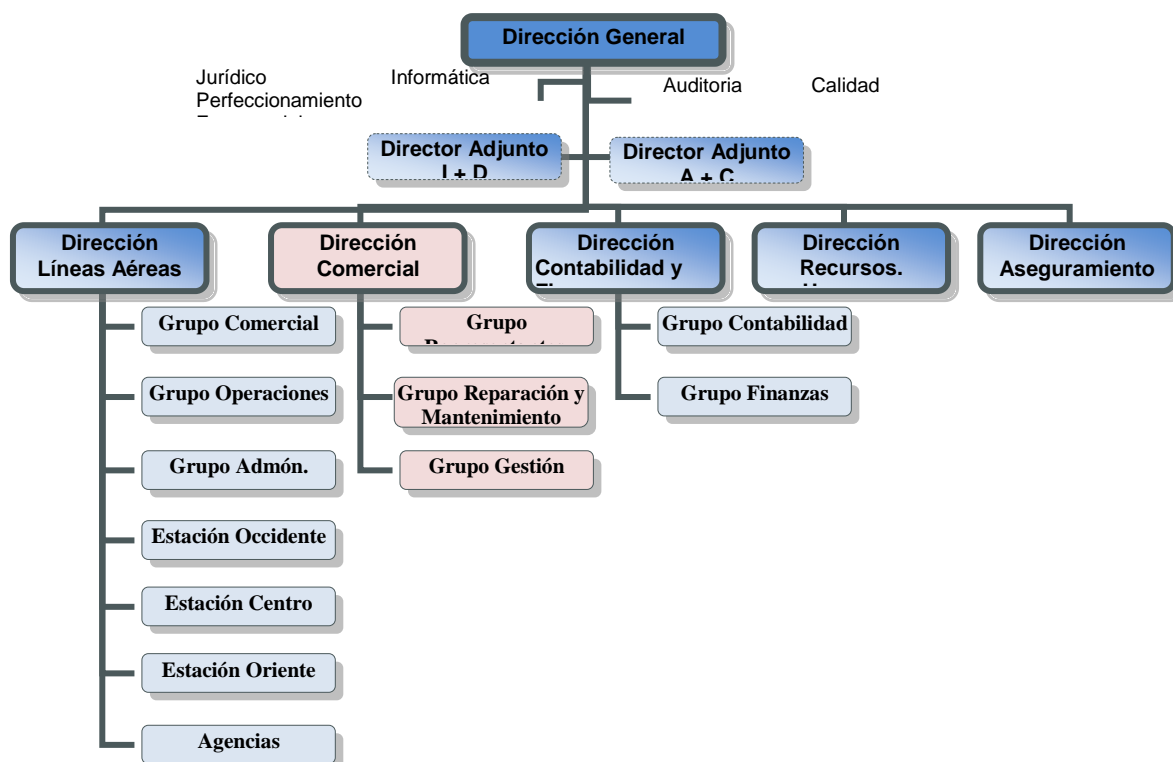 Dirección General
Jurídico Informática
Perfeccionamiento
Auditoria Calidad
Director Adjunto
I + D
Director Adjunto
A + C
Dirección
Líneas Aéreas
Dirección
Comercial
Dirección
Contabilidad y
Dirección
Recursos.
Dirección
Aseguramiento
Grupo Comercial
Grupo Operaciones
Grupo Admón.
Estación Occidente
Estación Centro
Estación Oriente
Agencias
Grupo
Grupo Reparación y
Mantenimiento
Grupo Gestión
Grupo Contabilidad
Grupo Finanzas